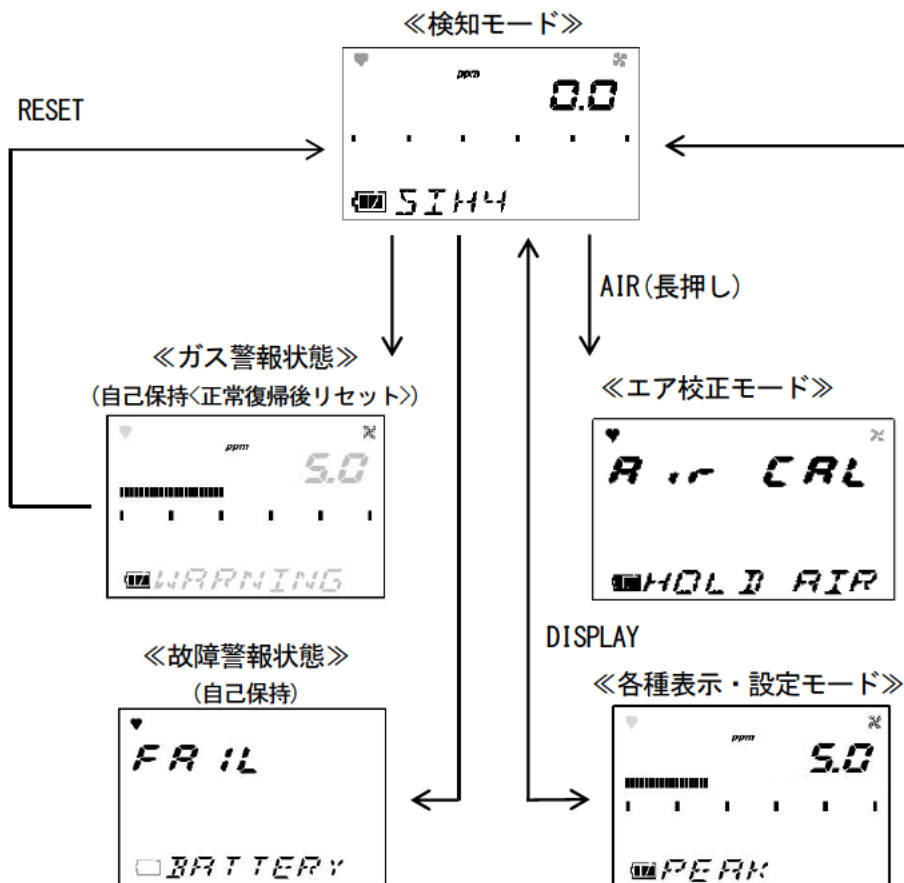 ≪検知モード≫
ppm
0.0
SIH4
RESET
AIR(長押し)
≪ガス警報状態≫
(自己保持<正常復帰後リセット>)
ppm
5.0
WARNING
≪エア校正モード≫
Air CAL
HOLD AIR
DISPLAY
≪故障警報状態≫
(自己保持)
FAIL
BATTERY
≪各種表示・設定モード≫
ppm
5.0
PEAK